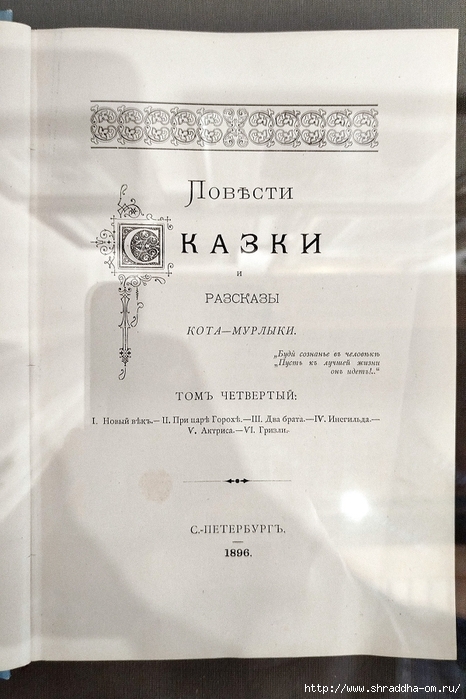 Повѣсти
СКАЗКИ
и
РАЗСКАЗЫ
КОТА—МУРЛЫКИ.
„Буди сознанье въ человѣкѣ
„Пусть къ лучшей жизни
онъ идетъ!..“
ТОМЪ ЧЕТВЕРТЫЙ:
I. Новый вѣкъ.— II. При царѣ Горохѣ.—III. Два брата.—IV. Инегильда.—
V. Актриса.—VI. Гризли.
С.-ПЕТЕРБУРГЪ.
1896.
http://www.shraddha-om.ru/